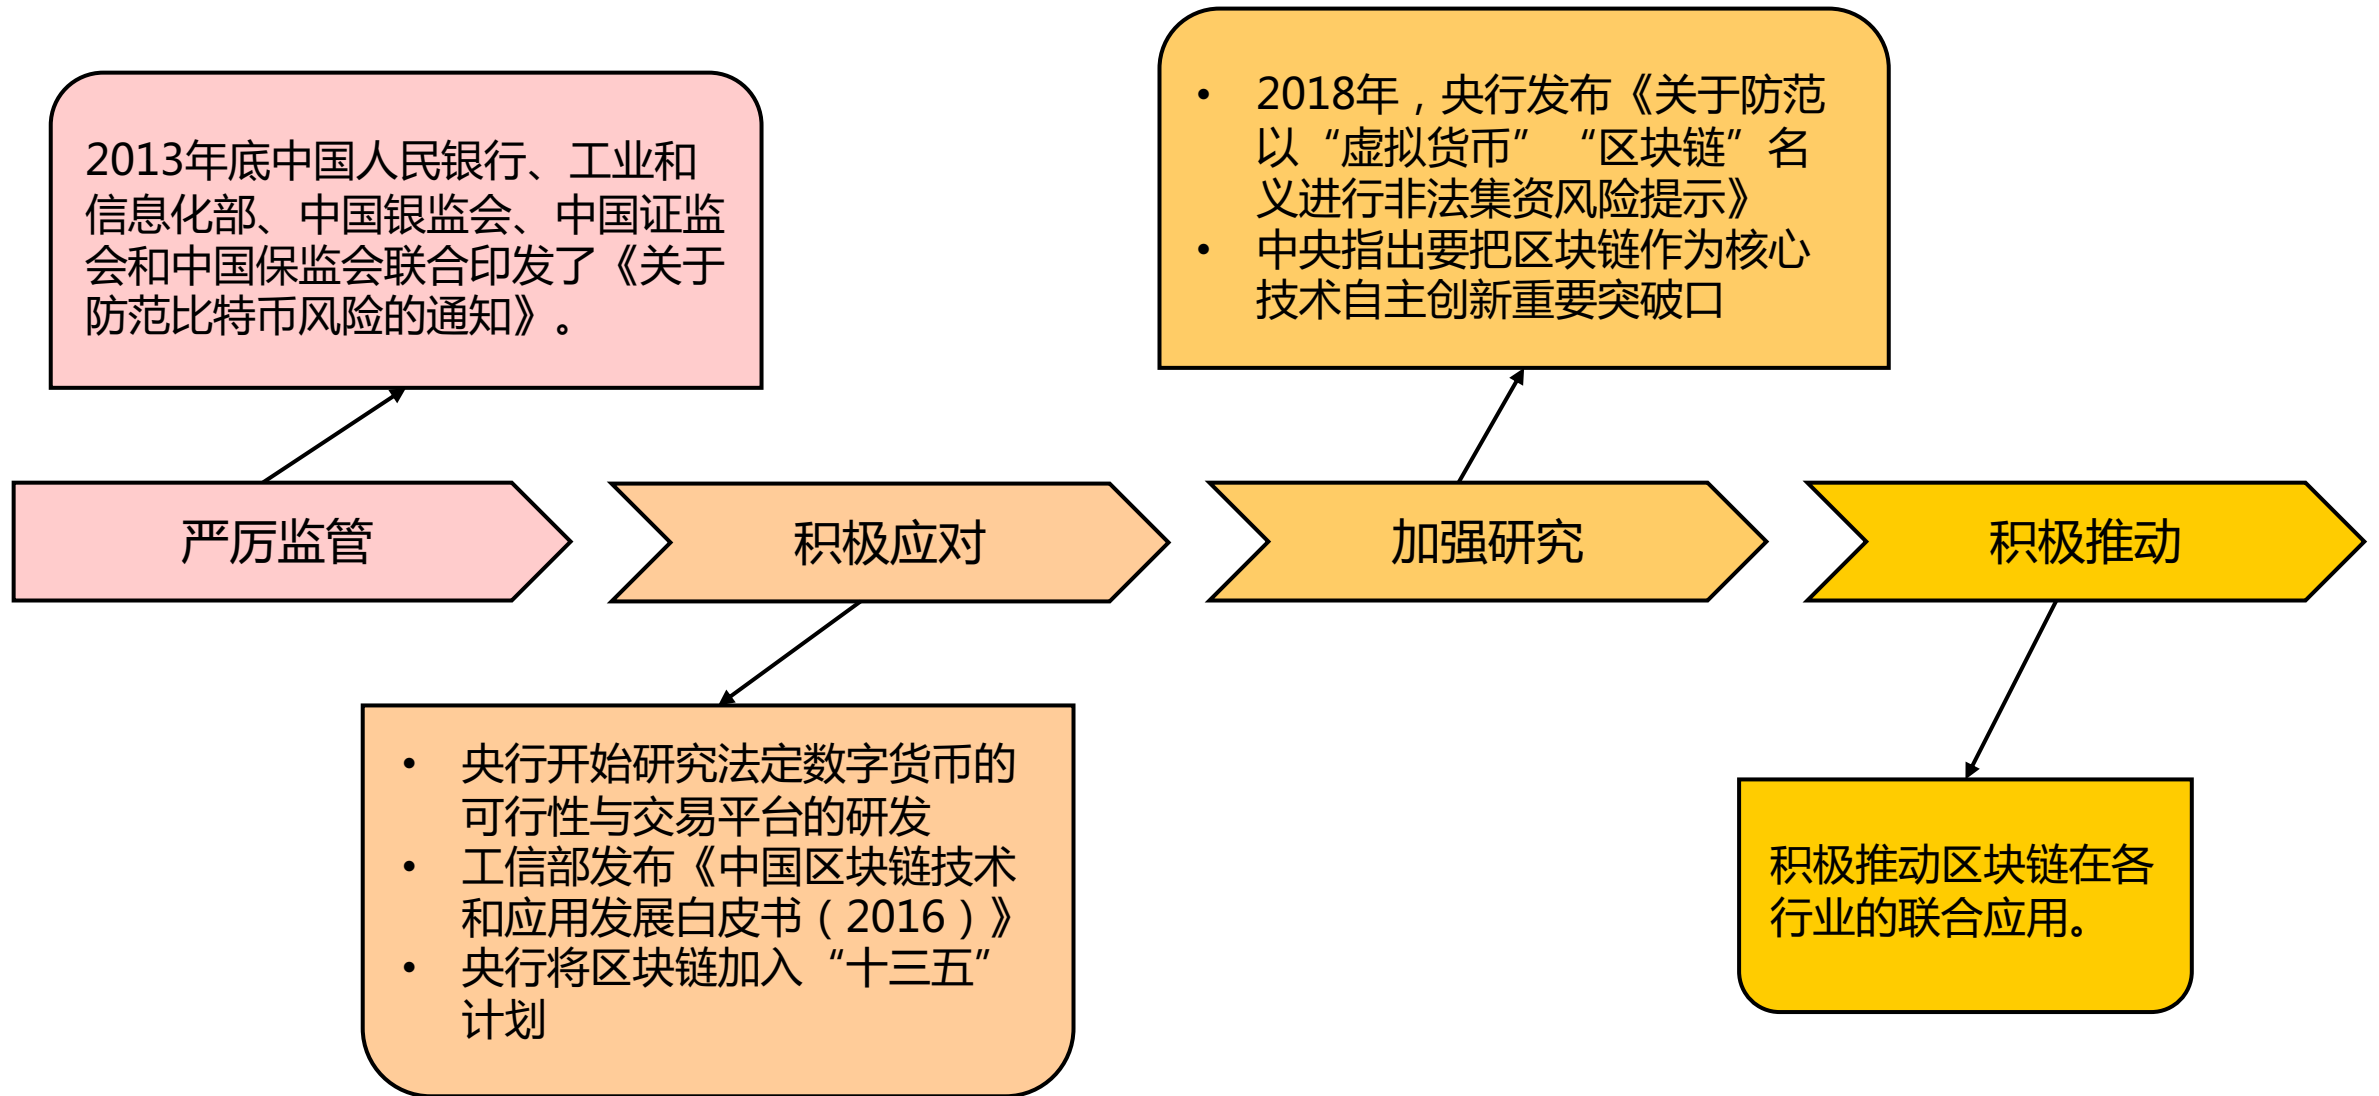 2013年底中国人民银行、工业和
信息化部、中国银监会、中国证监
会和中国保监会联合印发了《关于
防范比特币风险的通知》。
• 2018年，央行发布《关于防范
以“虚拟货币”“区块链”名
义进行非法集资风险提示》
• 中央指出要把区块链作为核心
技术自主创新重要突破口
严厉监管
积极应对
加强研究
积极推动
• 央行开始研究法定数字货币的
可行性与交易平台的研发
• 工信部发布《中国区块链技术
和应用发展白皮书（2016）》
• 央行将区块链加入“十三五”
计划
积极推动区块链在各
行业的联合应用。